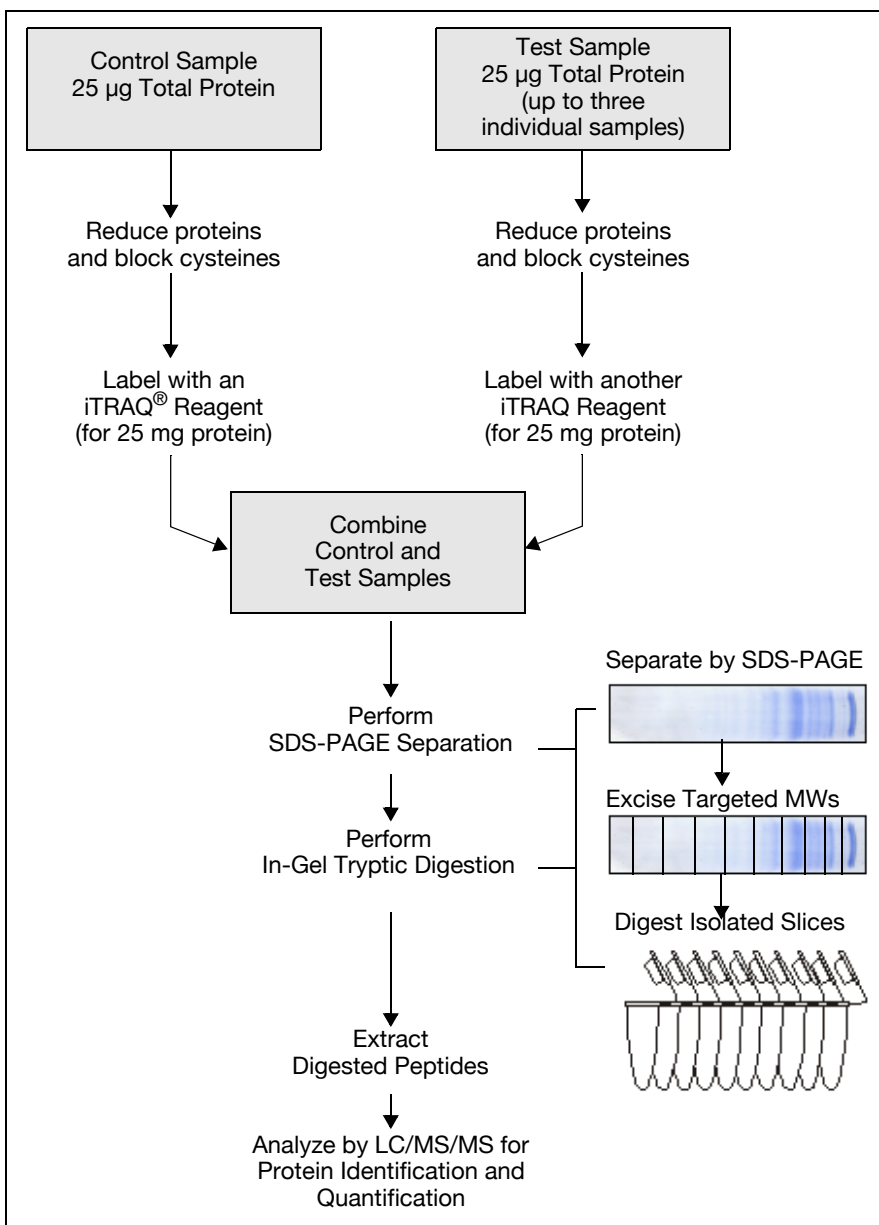 Control Sample
25 µg Total Protein
Test Sample
25 µg Total Protein
(up to three
individual samples)
Reduce proteins
and block cysteines
Reduce proteins
and block cysteines
Label with an
iTRAQ® Reagent
(for 25 mg protein)
Label with another
iTRAQ Reagent
(for 25 mg protein)
Combine
Control and
Test Samples
Perform
SDS-PAGE Separation
Separate by SDS-PAGE
Excise Targeted MWs
Perform
In-Gel Tryptic Digestion
Digest Isolated Slices
Extract
Digested Peptides
Analyze by LC/MS/MS for
Protein Identification and
Quantification